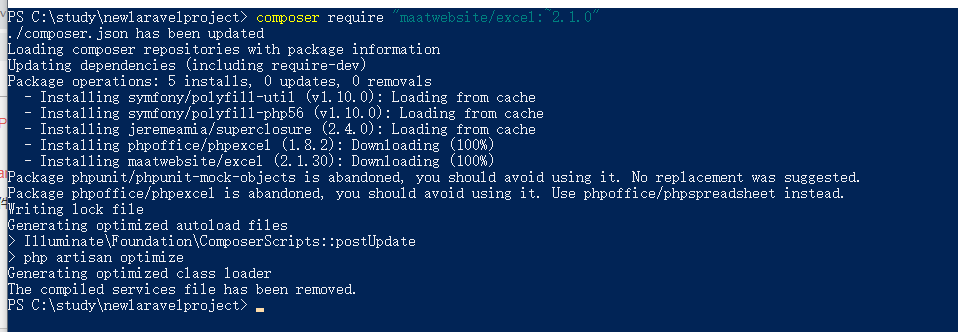 PS C:\study\newlaravelproject> composer require "maatwebsite/excel:~2.1.0"
./composer.json has been updated
Loading composer repositories with package information
Updating dependencies (including require-dev)
Package operations: 5 installs, 0 updates, 0 removals
  - Installing symfony/polyfill-util (v1.10.0): Loading from cache
  - Installing symfony/polyfill-php56 (v1.10.0): Loading from cache
  - Installing jeremeamia/superclosure (2.4.0): Loading from cache
  - Installing phpoffice/phpexcel (1.8.2): Downloading (100%)
  - Installing maatwebsite/excel (2.1.30): Downloading (100%)
Package phpunit/phpunit-mock-objects is abandoned, you should avoid using it. No replacement was suggested.
Package phpoffice/phpexcel is abandoned, you should avoid using it. Use phpoffice/phpspreadsheet instead.
Writing lock file
Generating optimized autoload files
> Illuminate\Foundation\ComposerScripts::postUpdate
> php artisan optimize
Generating optimized class loader
The compiled services file has been removed.
PS C:\study\newlaravelproject>